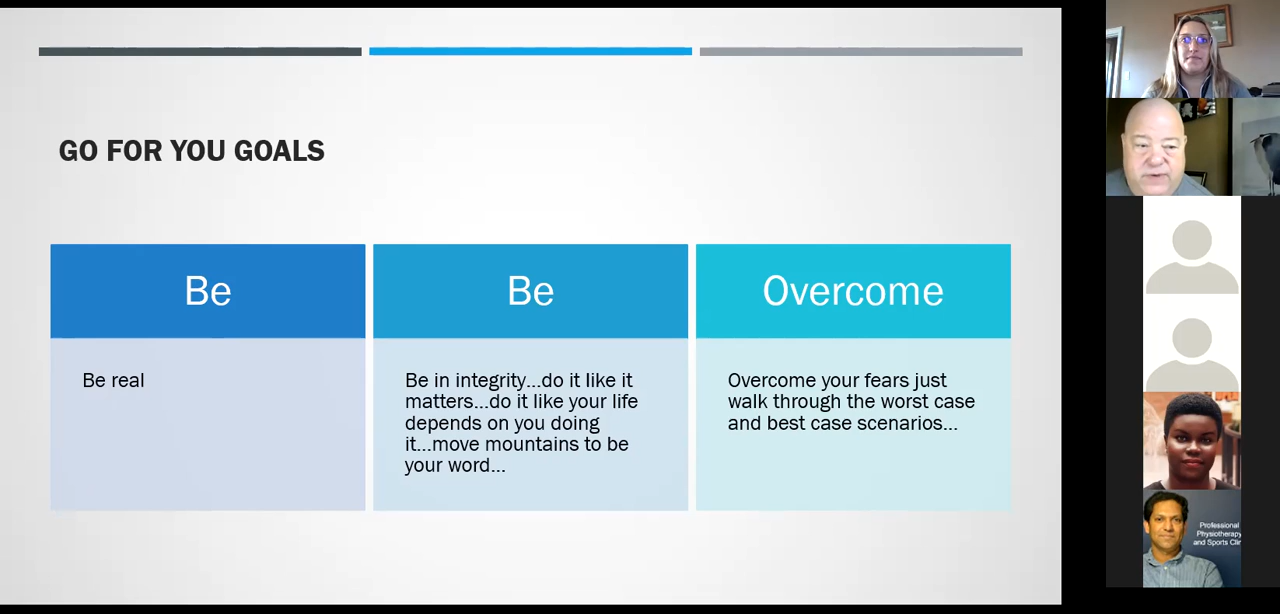 GO FOR YOU GOALS
Be
Be real
Be
Be in integrity...do it like it
matters...do it like your life
depends on you doing
it...move mountains to be
your word...
Overcome
Overcome your fears just
walk through the worst case
and best case scenarios...
Professional
Physiotherapy
and Sports Clin